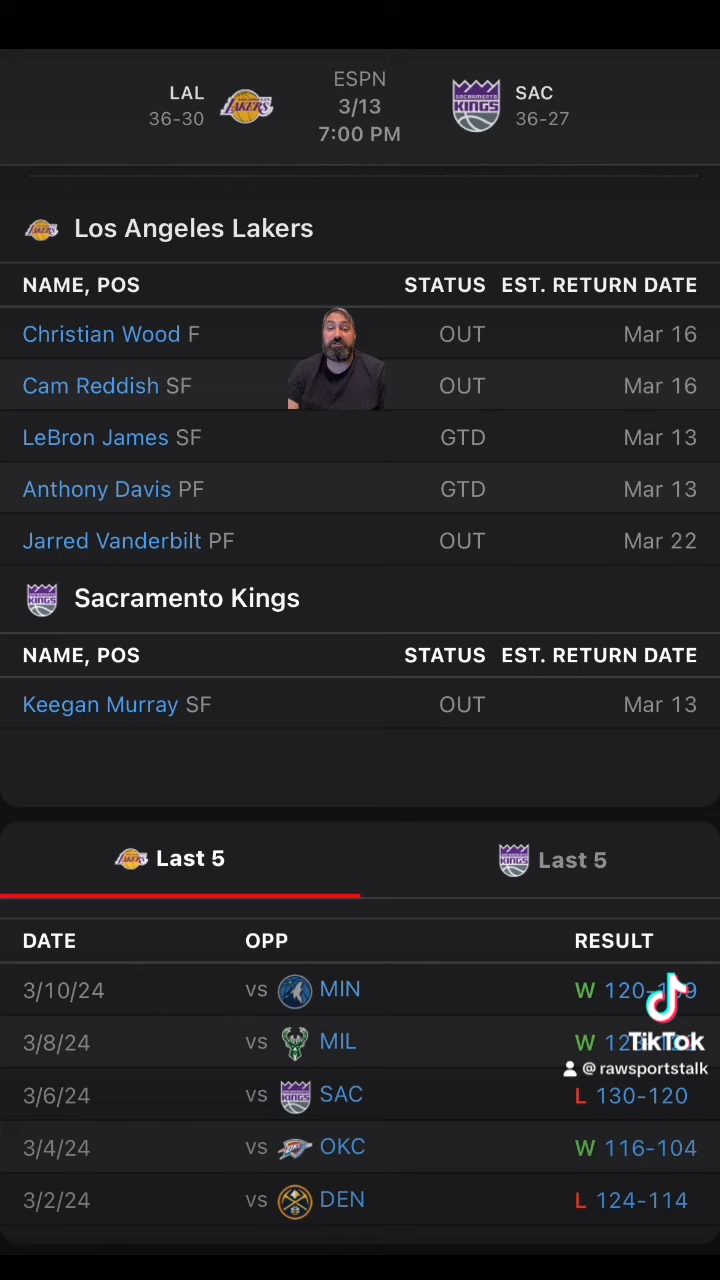 ESPN
LAL
3/13
SAC
36-30
7:00 PM
36-27
Los Angeles Lakers
NAME, POS STATUS EST. RETURN DATE
Christian Wood F OUT Mar 16
Cam Reddish SF OUT Mar 16
LeBron James SF GTD Mar 13
Anthony Davis PF GTD Mar 13
Jarred Vanderbilt PF OUT Mar 22
Sacramento Kings
NAME, POS STATUS EST. RETURN DATE
Keegan Murray SF OUT Mar 13
Last 5 Last 5
DATE OPP RESULT
3/10/24 vs MIN W
3/8/24 vs MIL W
TikTok
@rawsportstalk
3/6/24 vs SAC L 130-120
3/4/24 vs OKC W 116-104
3/2/24 vs DEN L 124-114